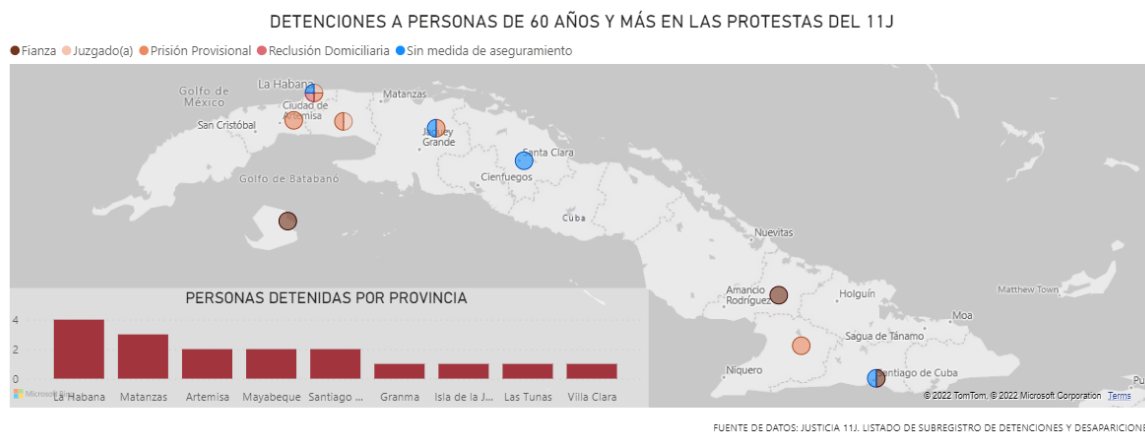 DETENCIONES A PERSONAS DE 60 AÑOS Y MÁS EN LAS PROTESTAS DEL 11J
Fianza Juzgado(a) Prisión Provisional Reclusión Domiciliaria Sin medida de aseguramiento
Golfo de
México
La Habana
Matanzas
Ciudad de
Artemisa
San Cristóbal
Jagüey
Grande
Santa Clara
Golfo de Batabanó
Cienfuegos
Cuba
Nuevitas
Amancio
Rodríguez
Holguín
Matthew Town
Moa
Sagua de Tánamo
Niquero
Santiago de Cuba
PERSONAS DETENIDAS POR PROVINCIA
4
2
0
La Habana Matanzas Artemisa Mayabeque Santiago ... Granma Isla de la J... Las Tunas Villa Clara
© 2022 TomTom, © 2022 Microsoft Corporation Terms
FUENTE DE DATOS: JUSTICIA 11J. LISTADO DE SUBREGISTRO DE DETENCIONES Y DESAPARICIONE